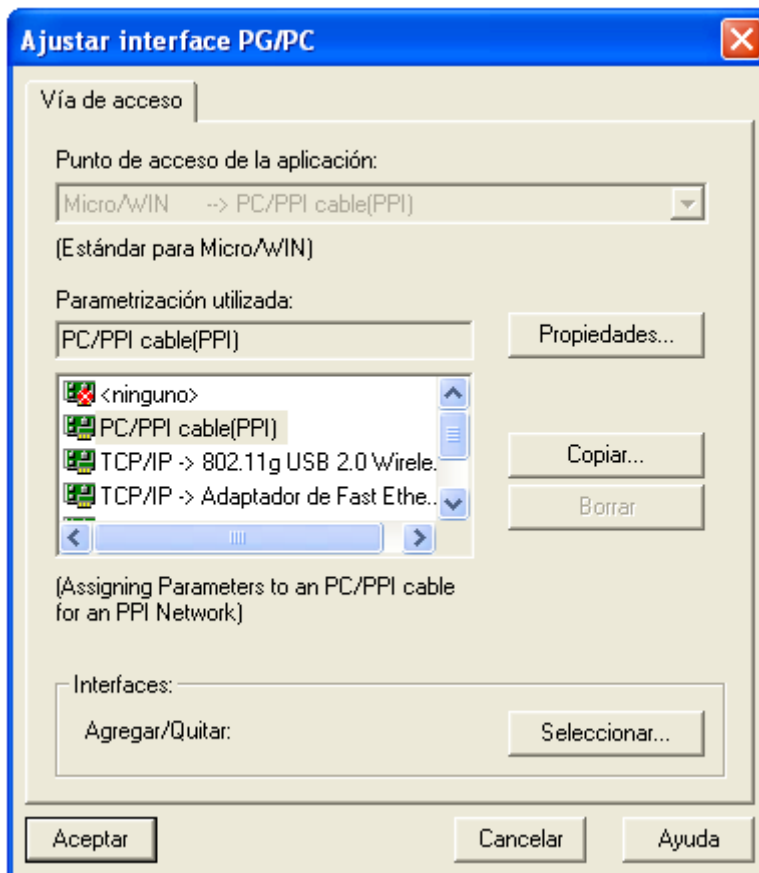 Ajustar interface PG/PC
Vía de acceso
Punto de acceso de la aplicación:
Micro/WIN --> PC/PPI cable(PPI)
(Estándar para Micro/WIN)
Parametrización utilizada:
PC/PPI cable(PPI)
Propiedades...
<ninguno>
PC/PPI cable(PPI)
TCP/IP -> 802.11g USB 2.0 Wirele..
TCP/IP -> Adaptador de Fast Ethe..
Copiar...
Borrar
(Assigning Parameters to an PC/PPI cable
for an PPI Network)
Interfaces:
Agregar/Quitar:
Seleccionar...
Aceptar
Cancelar
Ayuda